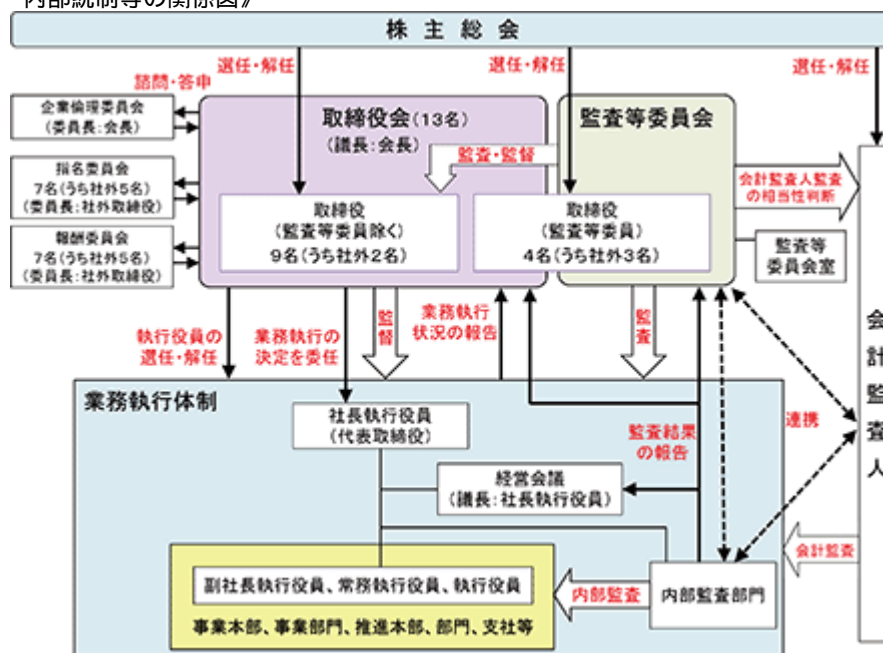 内部統制等の関係図》
株主総会
選任・解任
選任・解任
選任・解任
諮問・答申
企業倫理委員会
(委員長:会長)
指名委員会
7名(うち社外5名)
(委員長:社外取締役)
報酬委員会
7名(うち社外5名)
(委員長:社外取締役)
取締役会(13名)
(議長:会長)
監査等委員会
監査・監督
取締役
(監査等委員除く)
9名(うち社外2名)
取締役
(監査等委員)
4名(うち社外3名)
会計監査人監査
の相当性判断
監査等
委員会室
会計監査人
執行役員の
選任・解任
業務執行の
決定を委任
監督
業務執行
状況の報告
監査
業務執行体制
社長執行役員
(代表取締役)
監査結果
の報告
連携
経営会議
(議長:社長執行役員)
会計監査
副社長執行役員、常務執行役員、執行役員
事業本部、事業部門、推進本部、部門、支社等
内部監査
内部監査部門